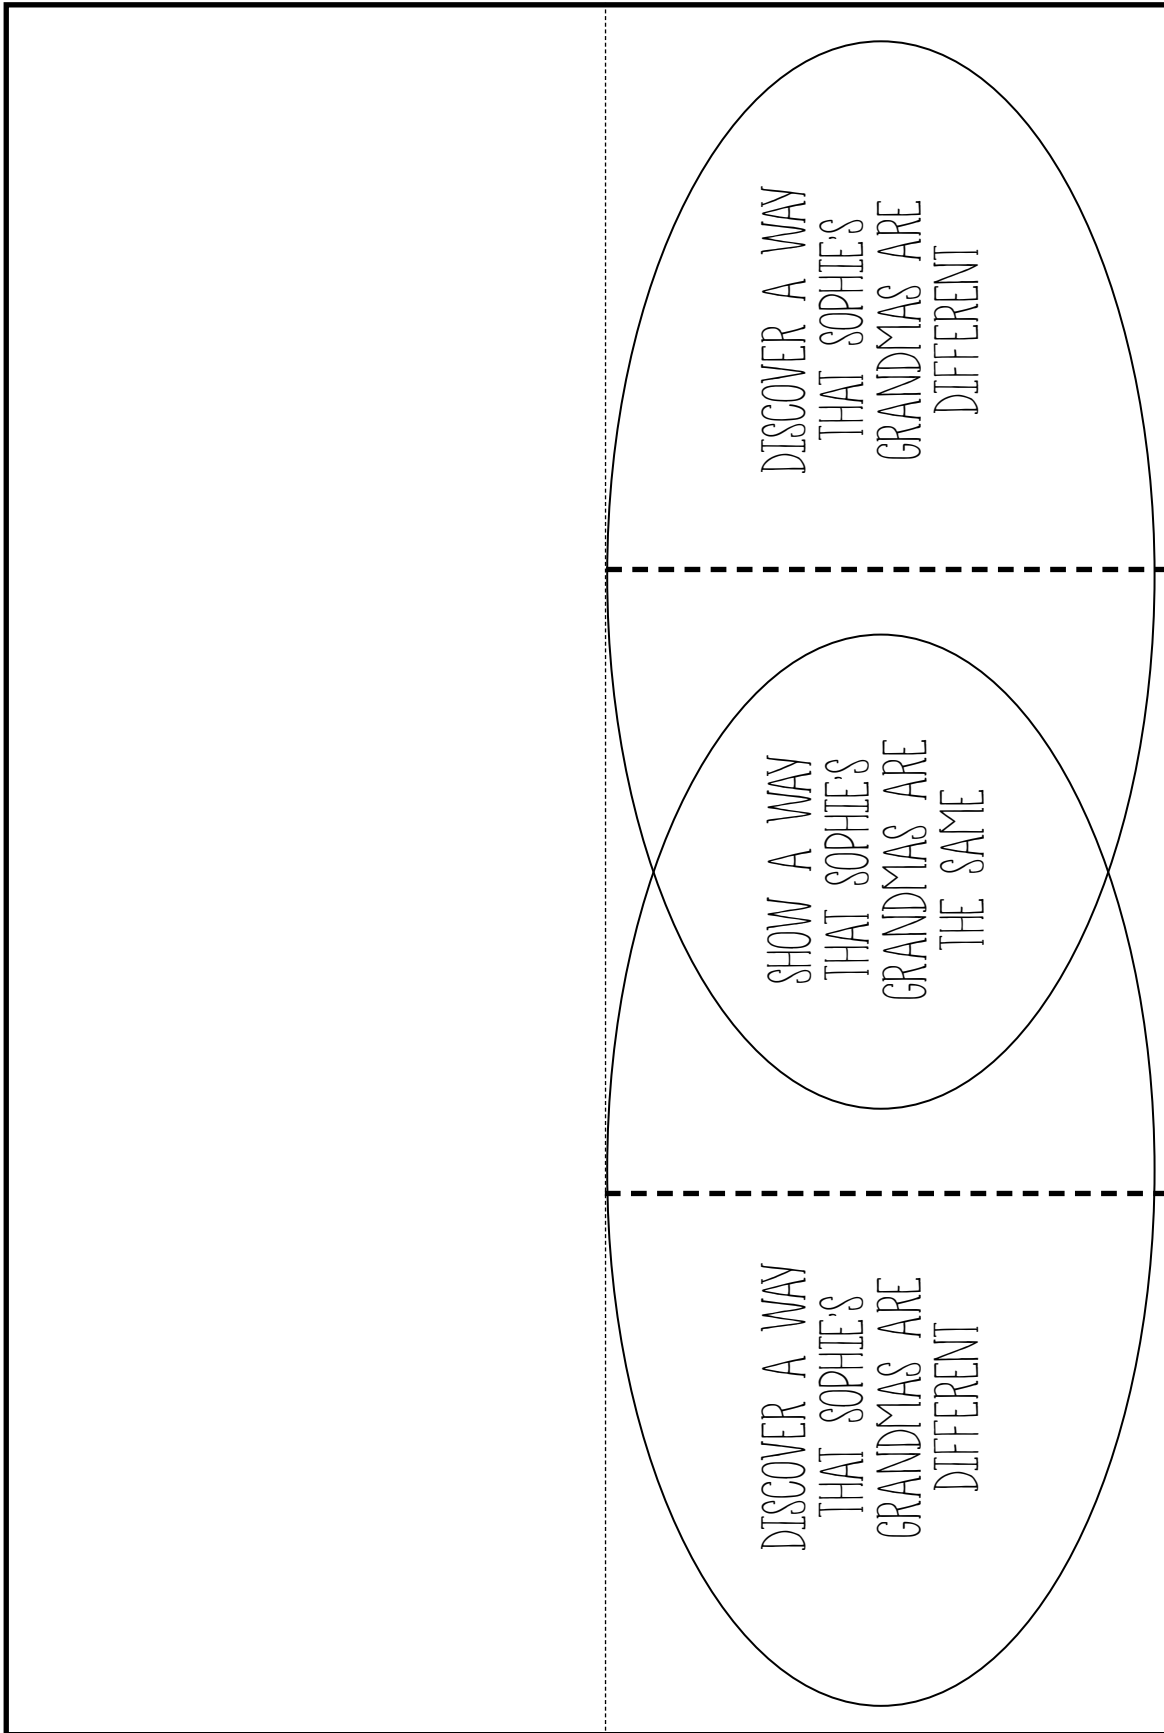 DISCOVER A WAY
THAT SOPHIE'S
GRANDMAS ARE
DIFFERENT
SHOW A WAY
THAT SOPHIE'S
GRANDMAS ARE
THE SAME
DISCOVER A WAY
THAT SOPHIE'S
GRANDMAS ARE
DIFFERENT